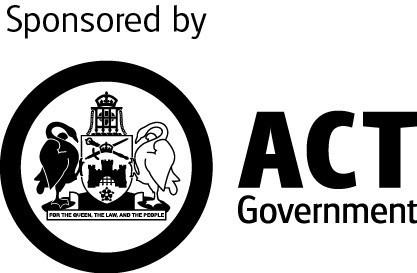 Sponsored by
FOR THE QUEEN, THE LAW, AND THE PEOPLE
ACT
Government